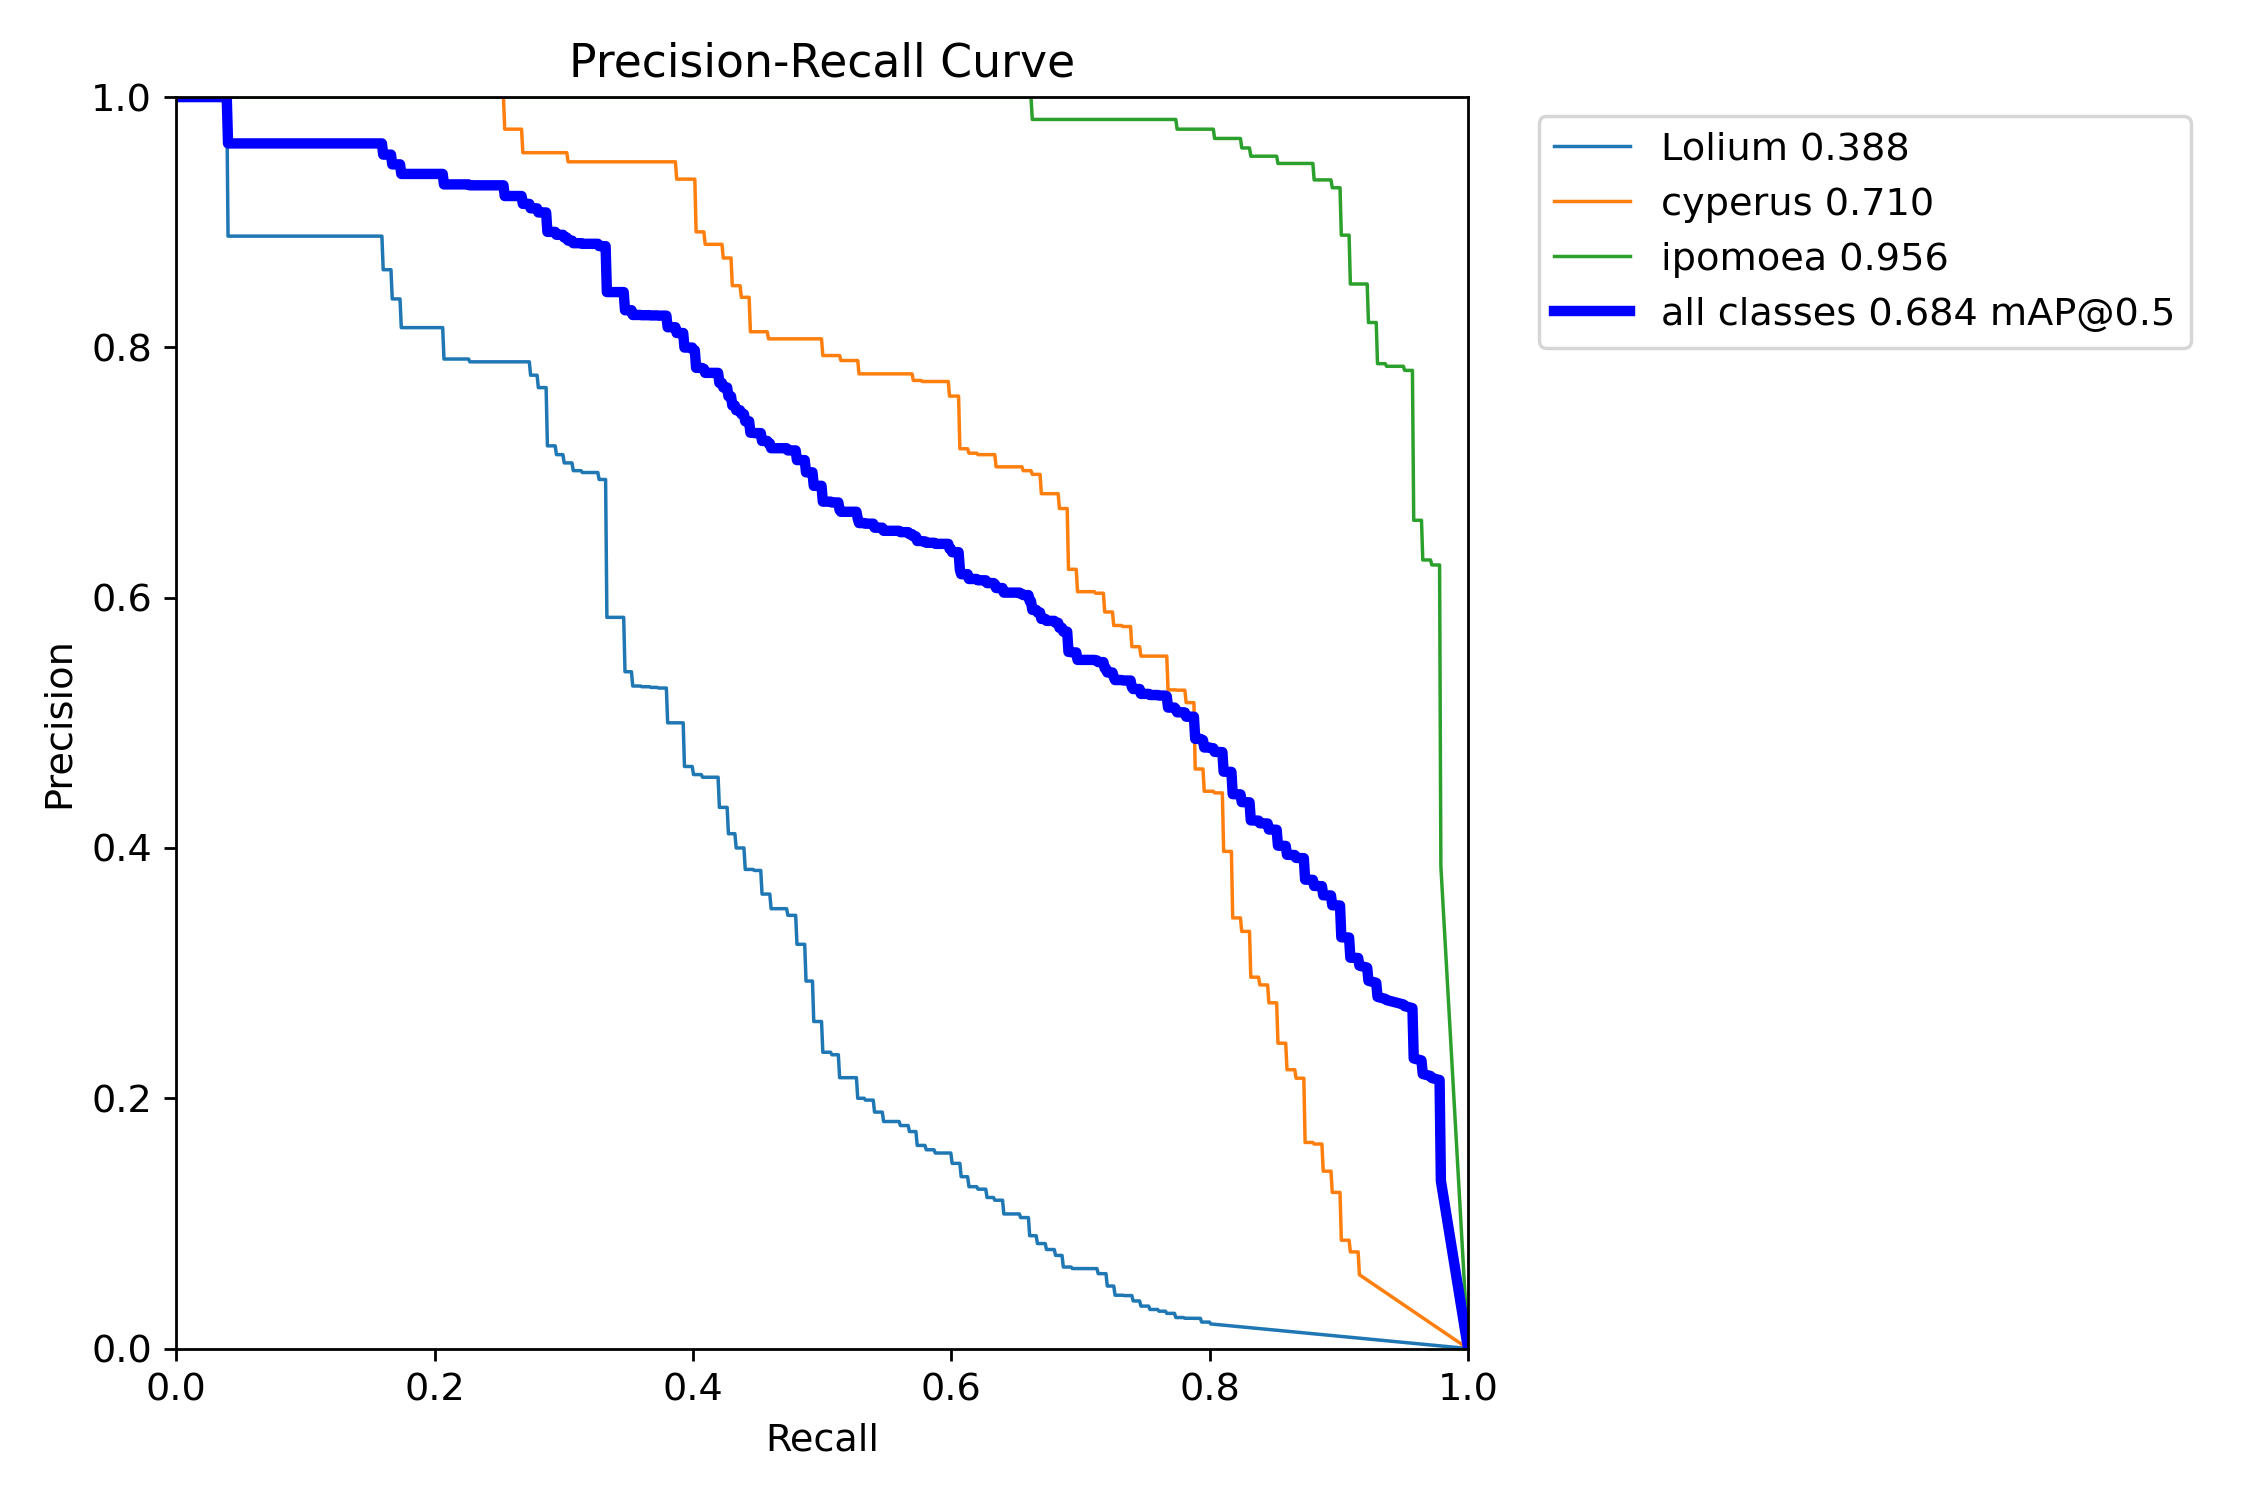 Precision-Recall Curve
1.0
0.8
0.6
0.4
0.2
0.0
Precision
0.0 0.2 0.4 0.6 0.8 1.0
Recall
Lolium 0.388
cyperus 0.710
ipomoea 0.956
all classes 0.684 mAP@0.5